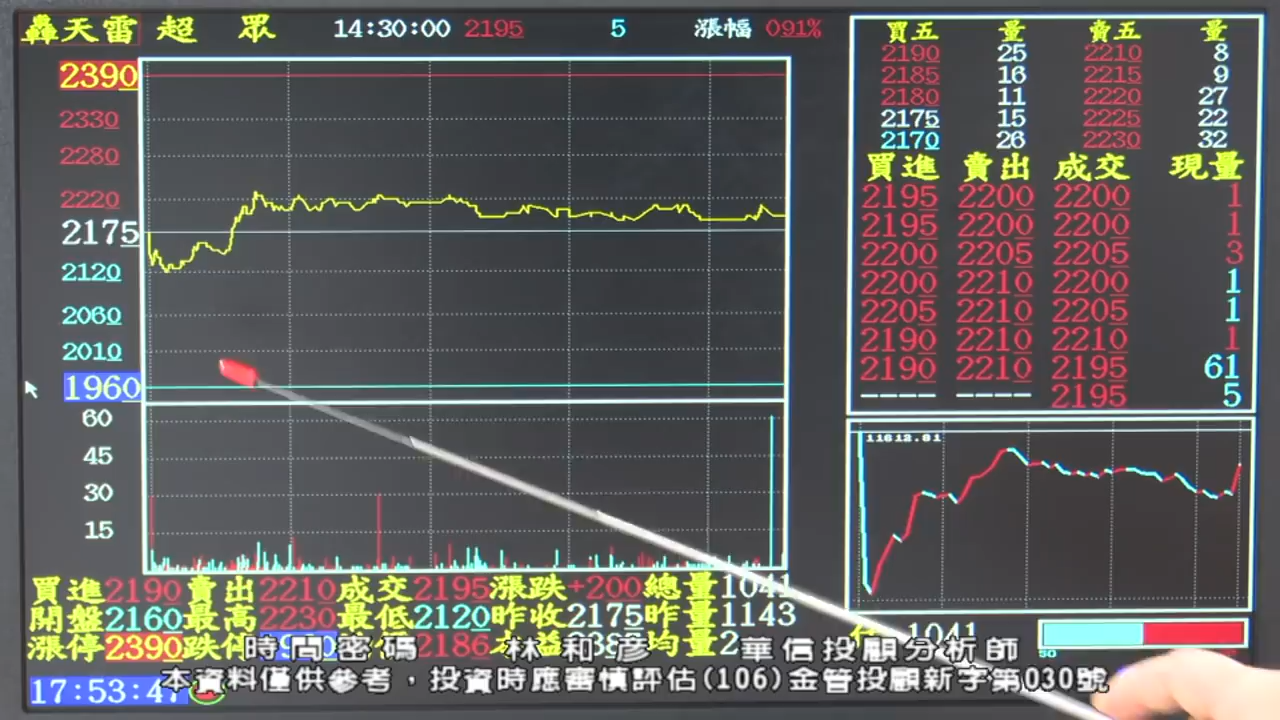 轟天雷 超 眾 14:30:00 2195 5 漲幅 0.91%
2390
2330
2280
2220
2175
2120
2060
2010
1960
60
45
30
15
買五 量 賣五 量
2190 25 2210 8
2185 16 2215 9
2180 11 2220 27
2175 15 2225 22
2170 26 2230 32
買進 賣出 成交 現量
2195 2200 2200 1
2195 2200 2200 1
2200 2205 2205 3
2200 2210 2200 1
2205 2210 2205 1
2190 2210 2210 1
2190 2210 2195 61
---- ---- 2195 5
11612.81
買進2190賣出2210成交2195漲跌+200總量1041
開盤2160最高2230最低2120昨收2175昨量1143
漲停2390跌停 2186 均量2
1041
時間密碼 林和彥 華信投顧分析師
17:53:47
本資料僅供參考，投資時應審慎評估(106)金管投顧新字第030號